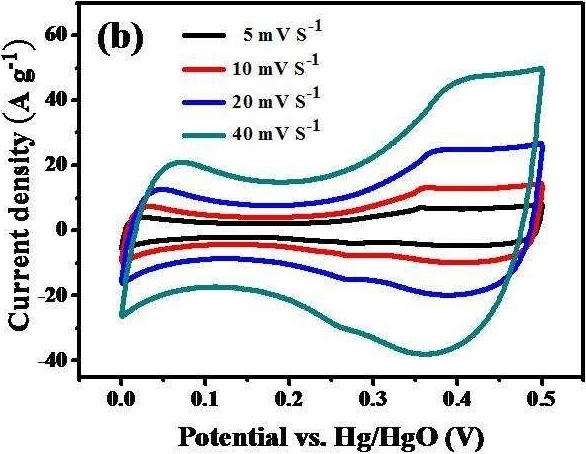 (b)
5 mV S-1
10 mV S-1
20 mV S-1
40 mV S-1
Current density (A g-1)
60
40
20
0
-20
-40
0.0 0.1 0.2 0.3 0.4 0.5
Potential vs. Hg/HgO (V)